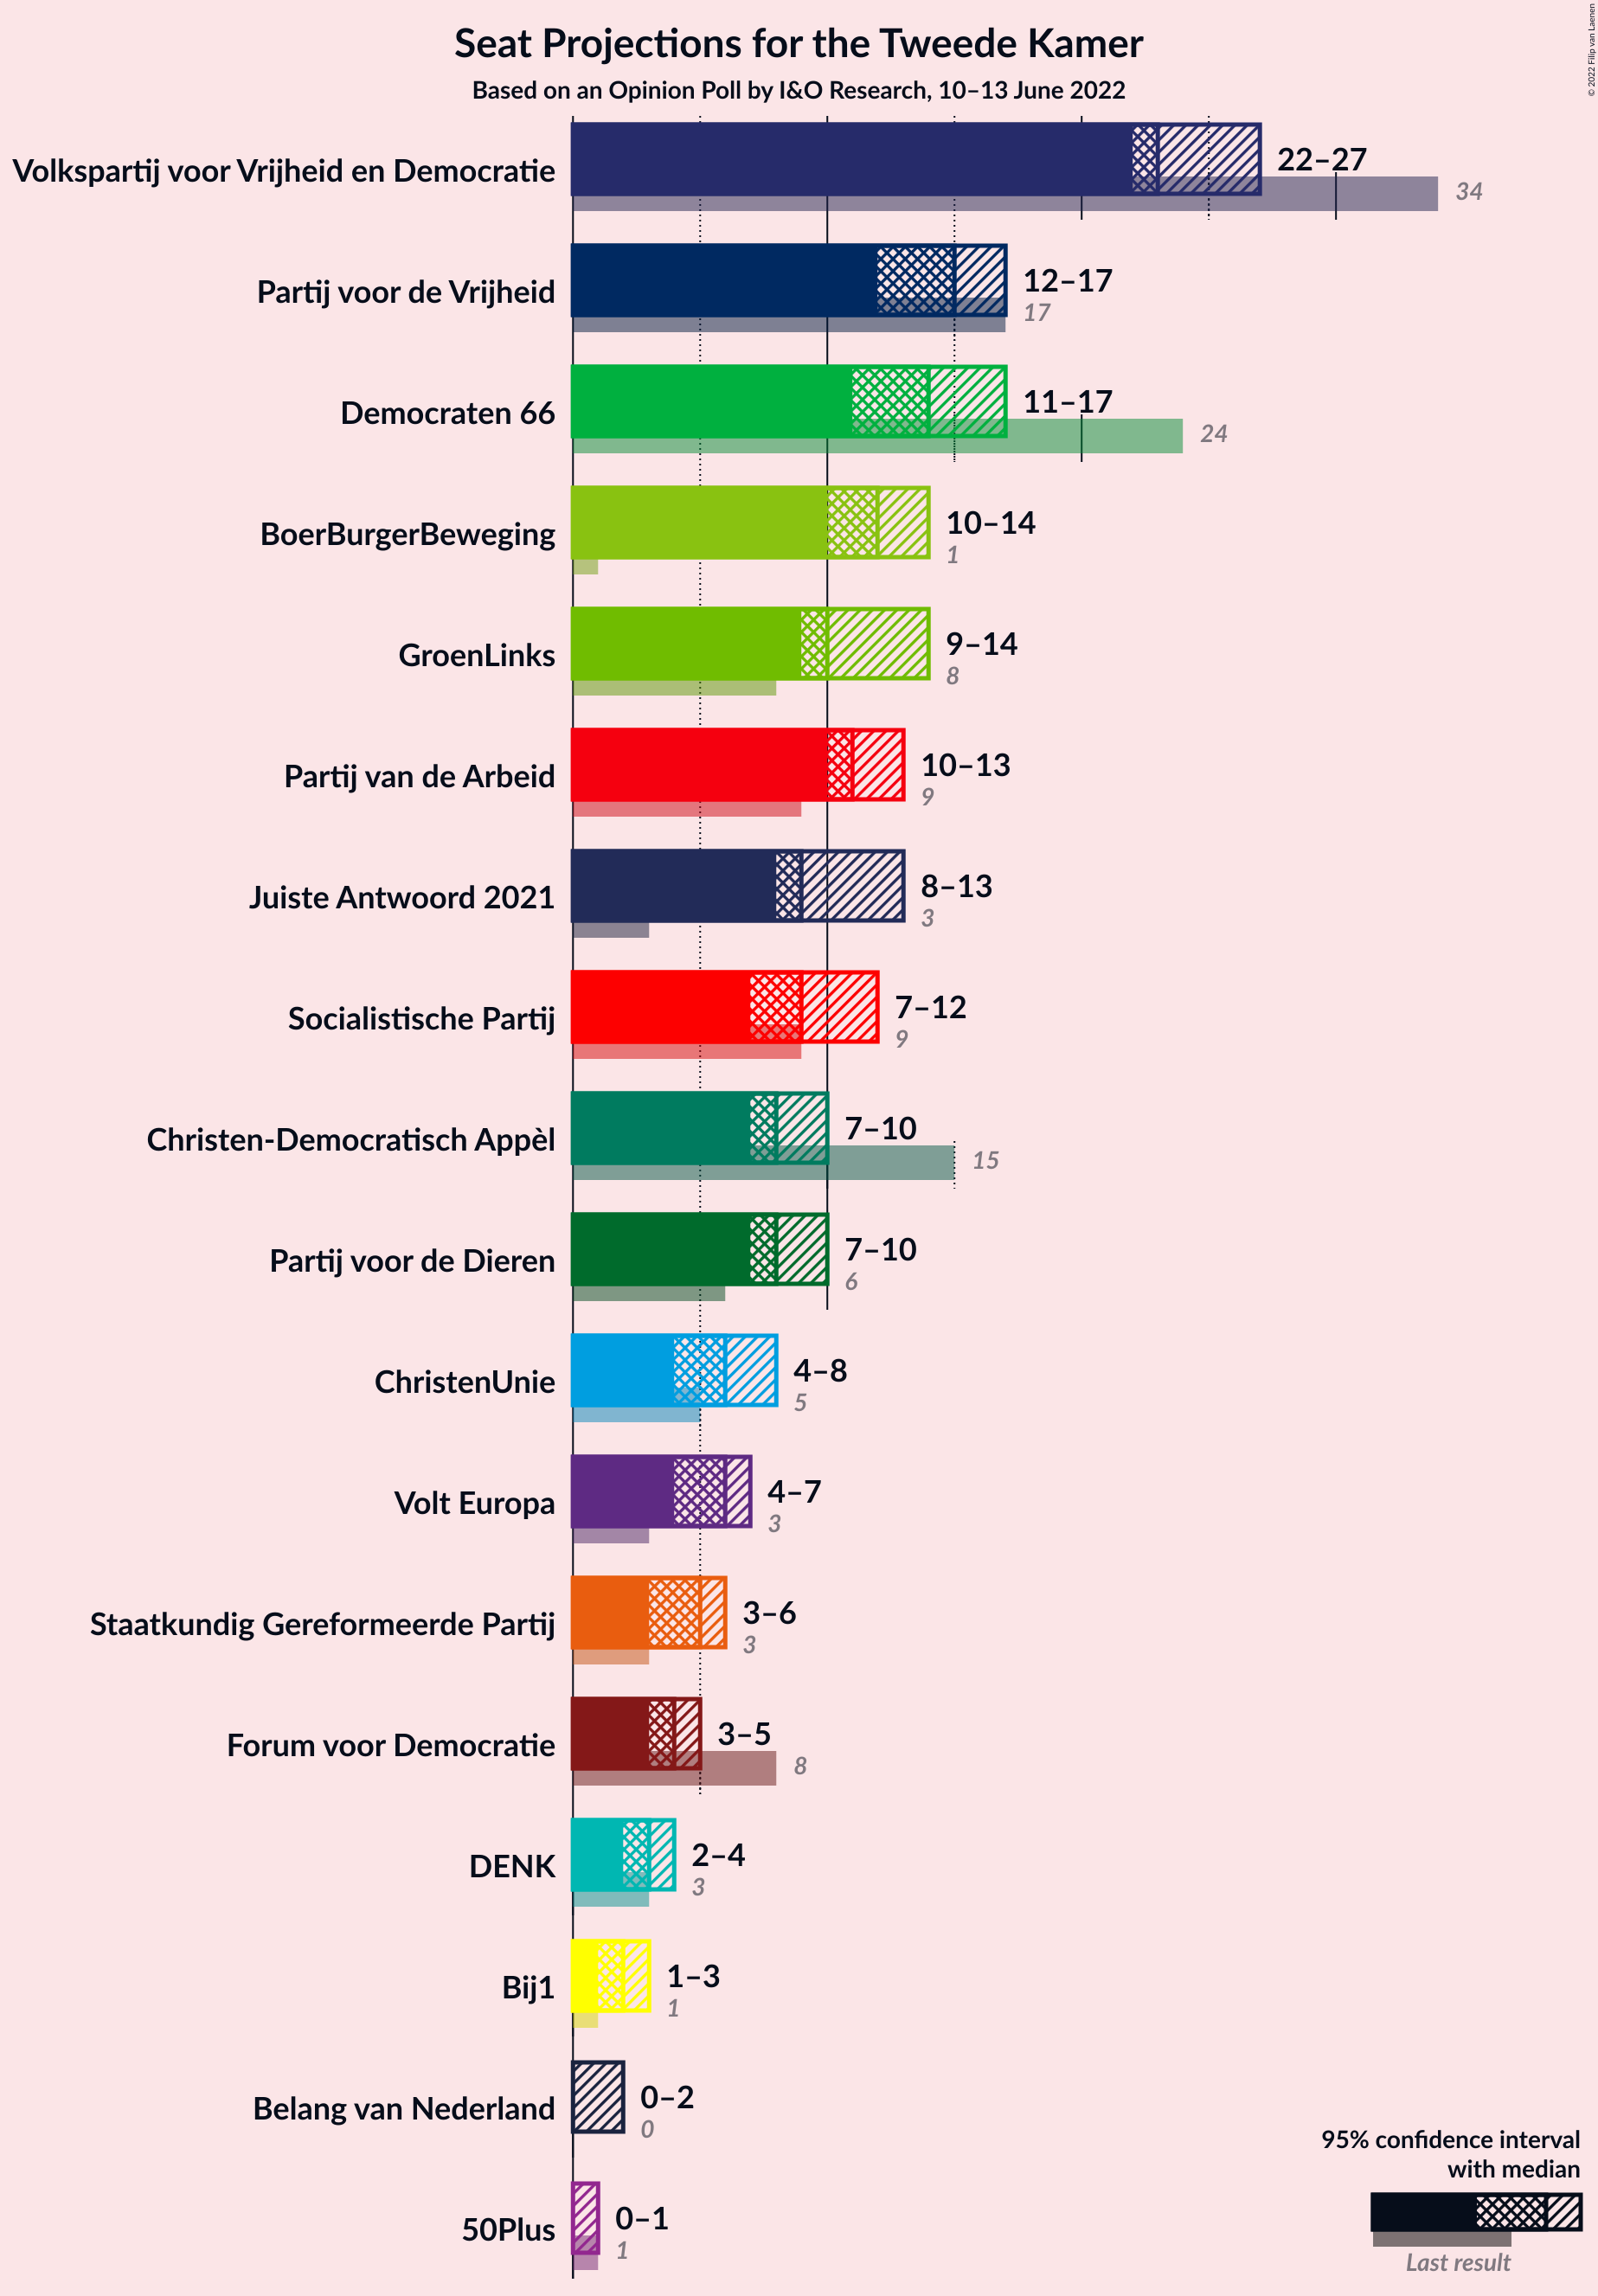 Seat Projections for the Tweede Kamer
Based on an Opinion Poll by I&O Research, 10–13 June 2022
© 2022 Filip van Laenen
Volkspartij voor Vrijheid en Democratie
22–27
34
Partij voor de Vrijheid
12–17
17
Democraten 66
11–17
24
BoerBurgerBeweging
10–14
1
GroenLinks
9–14
8
Partij van de Arbeid
10–13
9
Juiste Antwoord 2021
8–13
3
Socialistische Partij
7–12
9
Christen-Democratisch Appèl
7–10
15
Partij voor de Dieren
7–10
6
ChristenUnie
4–8
5
Volt Europa
4–7
3
Staatkundig Gereformeerde Partij
3–6
3
Forum voor Democratie
3–5
8
DENK
2–4
3
Bij1
1–3
1
Belang van Nederland
0–2
0
50Plus
0–1
1
95% confidence interval
with median
Last result